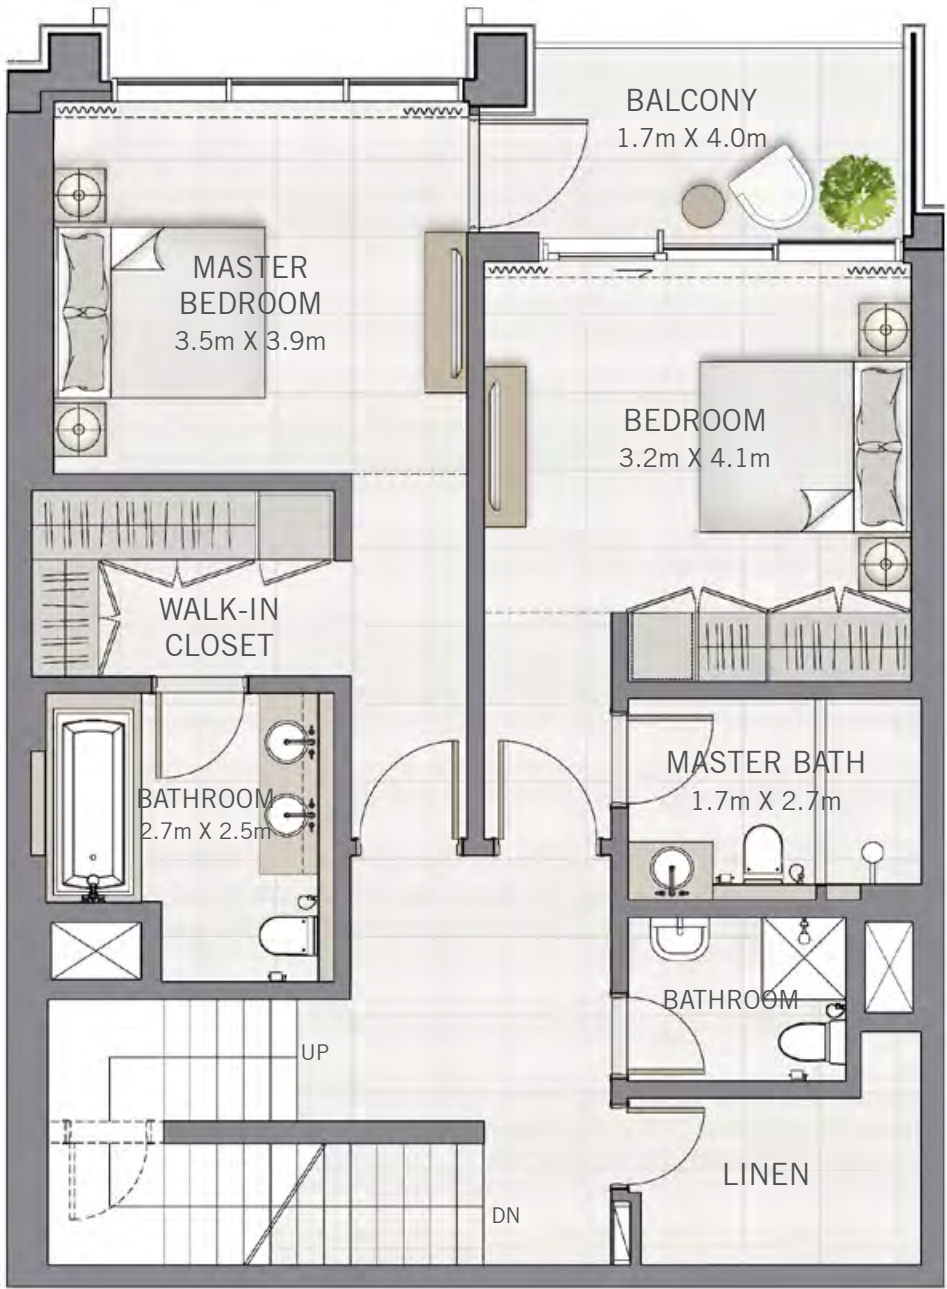 BALCONY
1.7m X 4.0m
MASTER
BEDROOM
3.5m X 3.9m
BEDROOM
3.2m X 4.1m
WALK-IN
CLOSET
MASTER BATH
1.7m X 2.7m
BATHROOM
2.7m X 2.5m
BATHROOM
UP
LINEN
DN